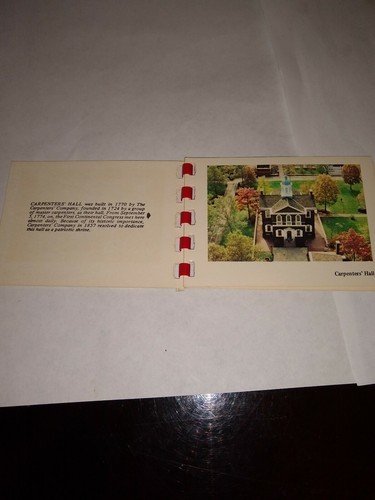 CARPENTERS' HALL was built in 1770 by The
Carpenters' Company, founded in 1724 by a group
of master carpenters, as their hall. From September
5, 1774, on, the First Continental Congress met here
almost daily. Because of its historic importance,
Carpenters' Company in 1857 resolved to dedicate
this hall as a patriotic shrine.
Carpenters' Hall